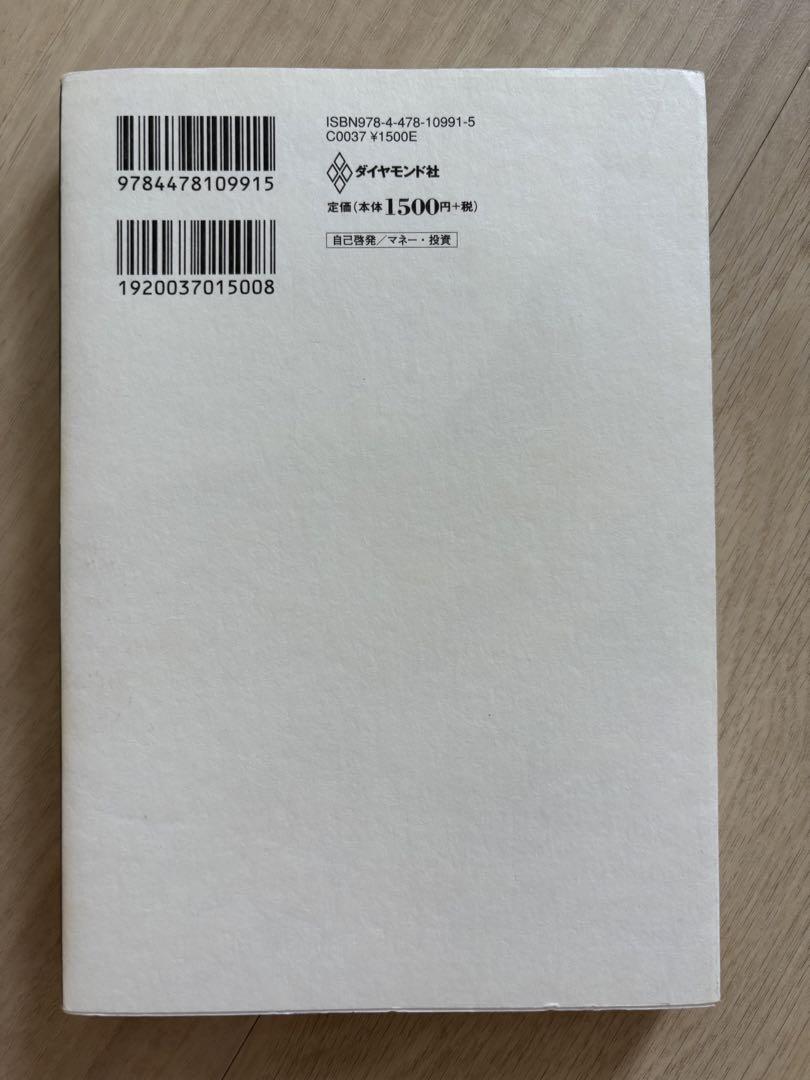 9784478109915
1920037015008
ISBN978-4-478-10991-5
C0037 ¥1500E
ダイヤモンド社
定価(本体1500円+税)
自己啓発/マネー・投資